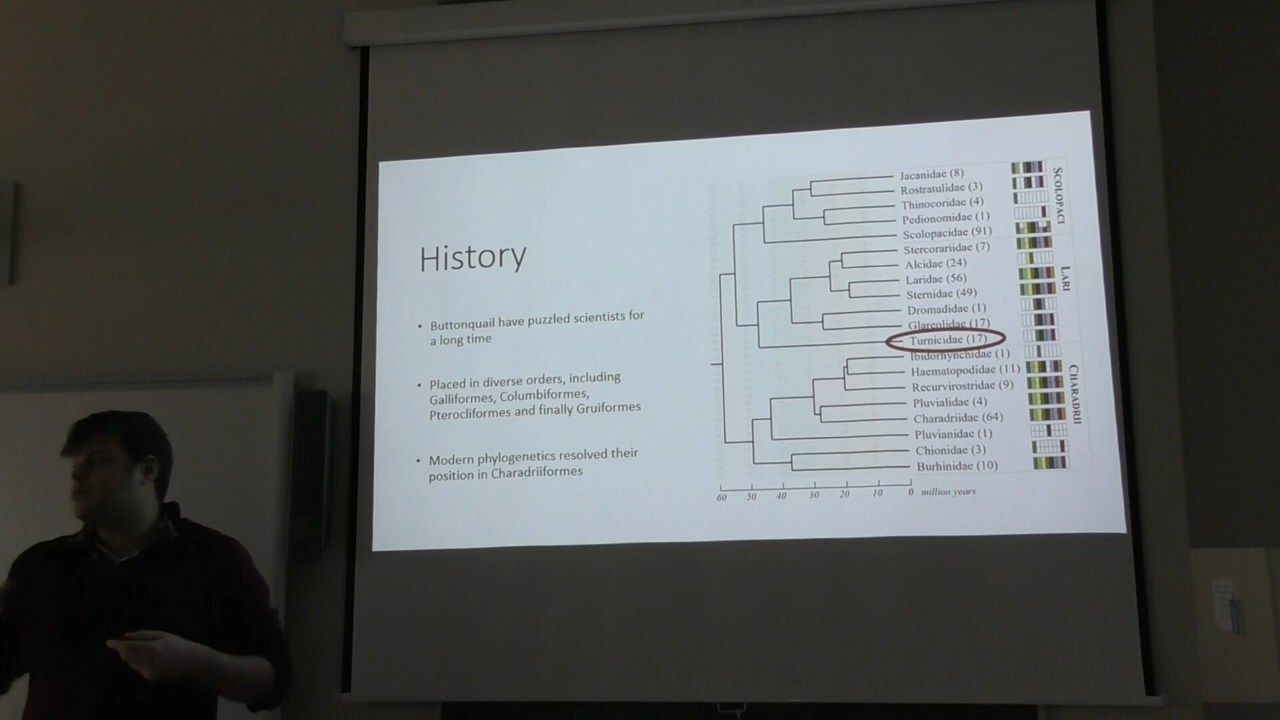 History
• Buttonquail have puzzled scientists for
a long time
• Placed in diverse orders, including
Galliformes, Columbiformes,
Pterocliformes and finally Gruiformes
• Modern phylogenetics resolved their
position in Charadriiformes
Jacanidae (8)
Rostratulidae (3)
Thinocoridae (4)
Pedionomidae (1)
Scolopacidae (91)
Stercorariidae (7)
Alcidae (24)
Laridae (56)
Sternidae (49)
Dromadidae (1)
Glareolidae (17)
Turnicidae (17)
Ibidorhynchidae (1)
Haematopodidae (11)
Recurvirostridae (9)
Pluvialidae (4)
Charadriidae (64)
Pluvianidae (1)
Chionidae (3)
Burhinidae (10)
SCOLOPACI
LARI
CHARADRII
60 50 40 30 20 10 0 million years